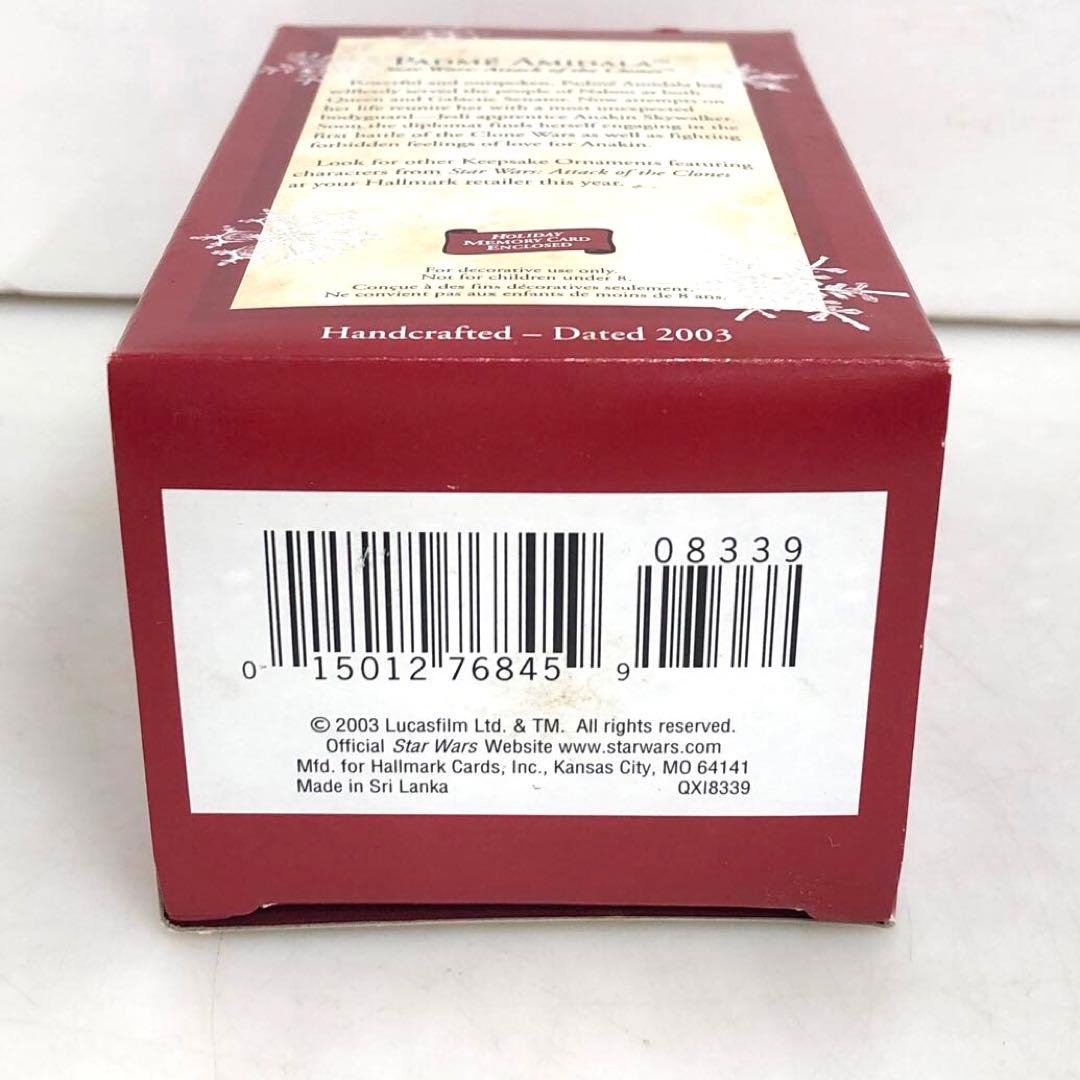 PADMÉ AMIDALA™
Star Wars: Attack of the Clones™
Powerful and outspoken, Padmé Amidala has
selflessly served the people of Naboo as both
Queen and Galactic Senator. Now attempts on
her life reunite her with a most unexpected
bodyguard—Jedi apprentice Anakin Skywalker.
Soon the diplomat finds herself engaging in the
first battle of the Clone Wars as well as fighting
forbidden feelings of love for Anakin.
Look for other Keepsake Ornaments featuring
characters from Star Wars: Attack of the Clones
at your Hallmark retailer this year.
HOLIDAY
MEMORY CARD
ENCLOSED
For decorative use only.
Not for children under 8.
Conçue à des fins décoratives seulement.
Ne convient pas aux enfants de moins de 8 ans.
Handcrafted – Dated 2003
08339
0 15012 76845 9
© 2003 Lucasfilm Ltd. & TM. All rights reserved.
Official Star Wars Website www.starwars.com
Mfd. for Hallmark Cards, Inc., Kansas City, MO 64141
Made in Sri Lanka QXI8339